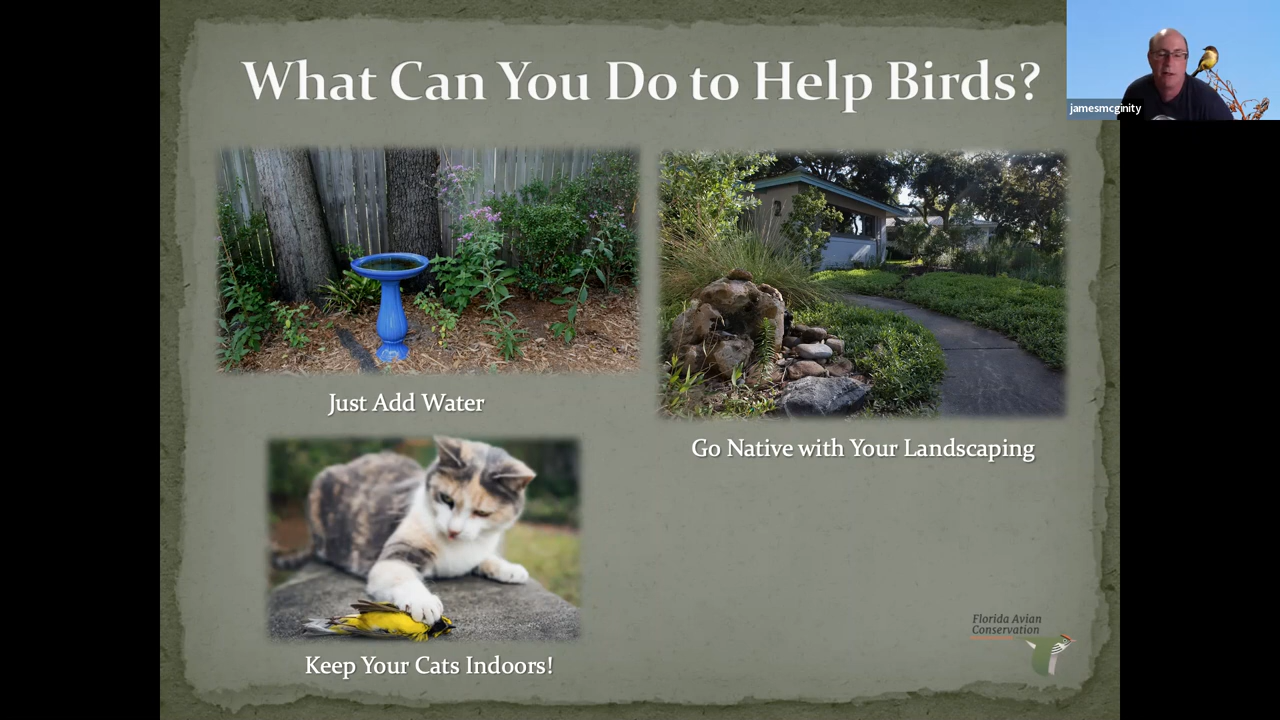 What Can You Do to Help Birds?
jamesmcginity
Just Add Water
Go Native with Your Landscaping
Keep Your Cats Indoors!
Florida Avian
Conservation